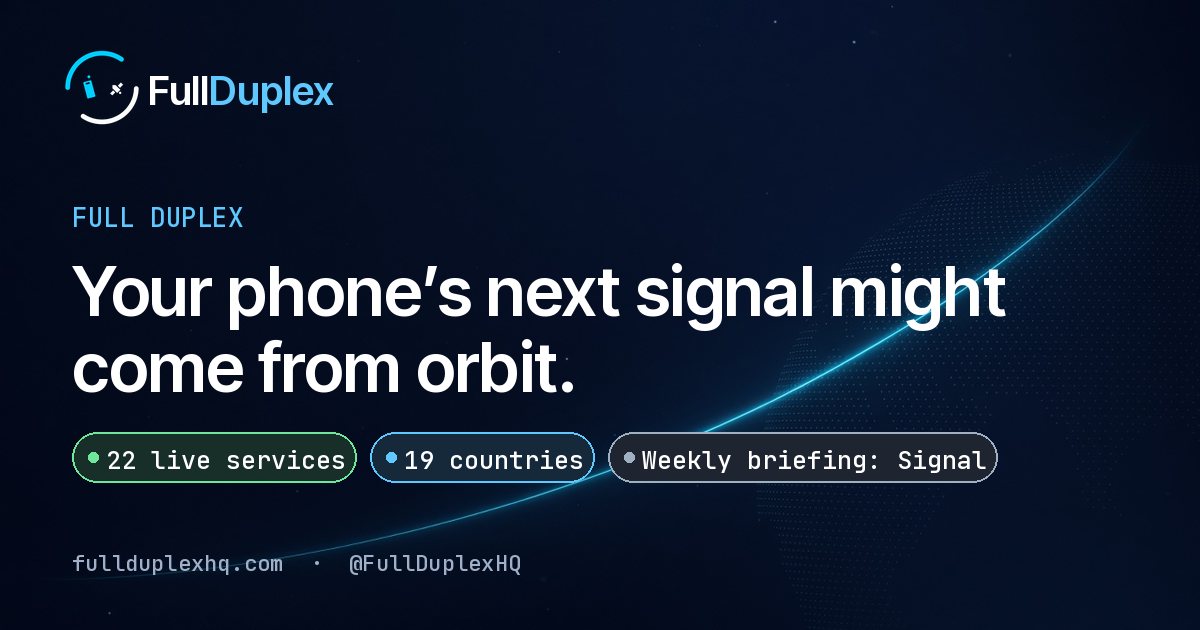 FullDuplex
FULL DUPLEX
Your phone’s next signal might
come from orbit.
22 live services
19 countries
Weekly briefing: Signal
fullduplexhq.com · @FullDuplexHQ